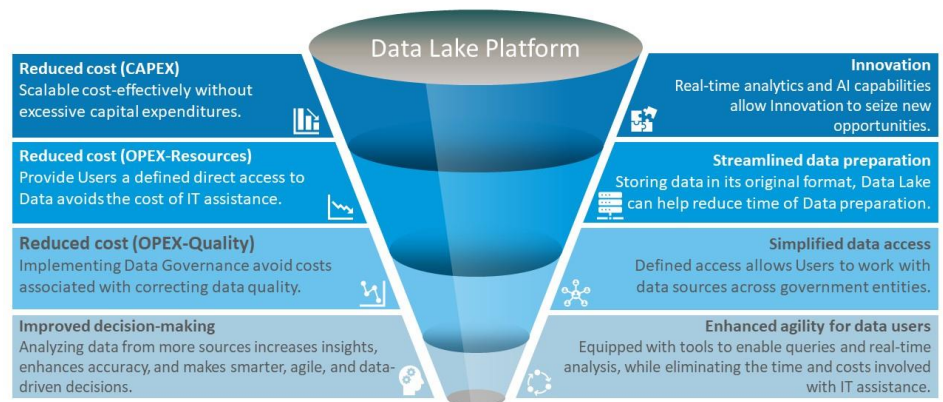 Data Lake Platform
Reduced cost (CAPEX)
Scalable cost-effectively without
excessive capital expenditures.
Reduced cost (OPEX-Resources)
Provide Users a defined direct access to
Data avoids the cost of IT assistance.
Reduced cost (OPEX-Quality)
Implementing Data Governance avoid costs
associated with correcting data quality.
Improved decision-making
Analyzing data from more sources increases insights,
enhances accuracy, and makes smarter, agile, and data-
driven decisions.
Innovation
Real-time analytics and AI capabilities
allow Innovation to seize new
opportunities.
Streamlined data preparation
Storing data in its original format, Data Lake
can help reduce time of Data preparation.
Simplified data access
Defined access allows Users to work with
data sources across government entities.
Enhanced agility for data users
Equipped with tools to enable queries and real-time
analysis, while eliminating the time and costs involved
with IT assistance.